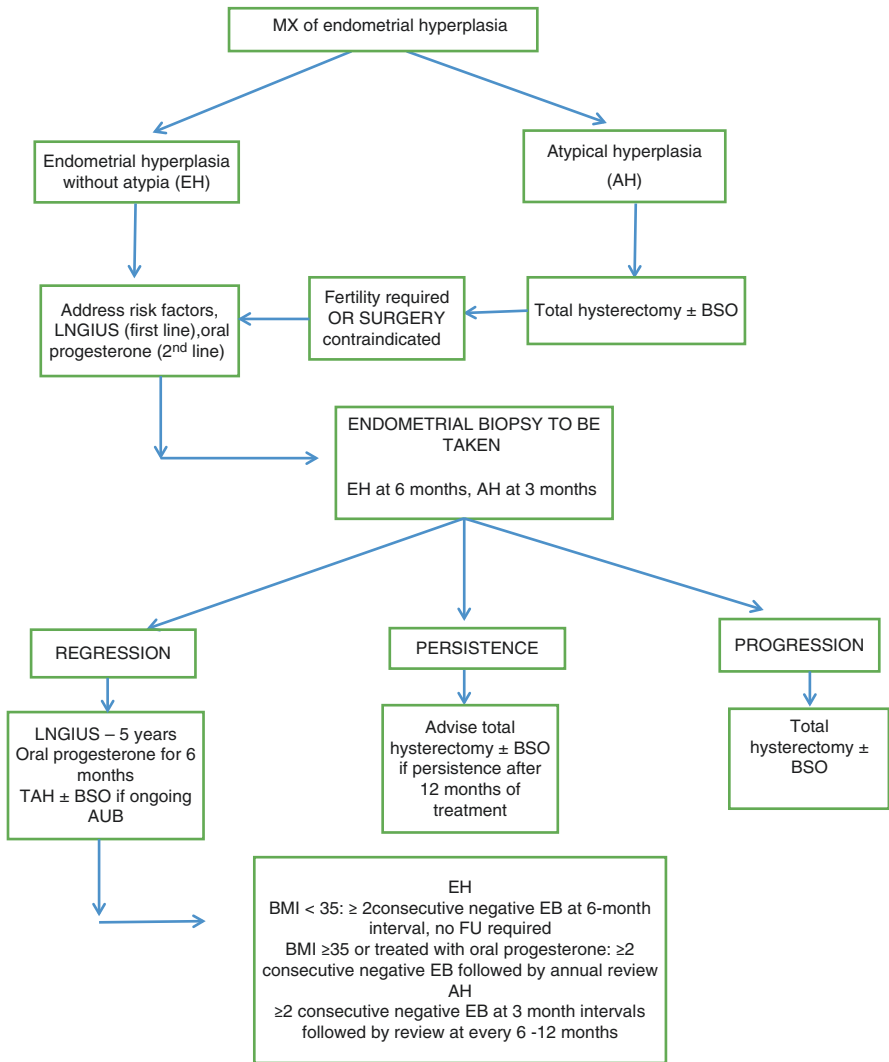 MX of endometrial hyperplasia
Endometrial hyperplasia
without atypia (EH)
Atypical hyperplasia
(AH)
Address risk factors,
LNGIUS (first line),oral
progesterone (2nd line)
Fertility required
OR SURGERY
contraindicated
Total hysterectomy ± BSO
ENDOMETRIAL BIOPSY TO BE
TAKEN
EH at 6 months, AH at 3 months
REGRESSION
PERSISTENCE
PROGRESSION
LNGIUS – 5 years
Oral progesterone for 6
months
TAH ± BSO if ongoing
AUB
Advise total
hysterectomy ± BSO
if persistence after
12 months of
treatment
Total
hysterectomy ±
BSO
EH
BMI < 35: ≥ 2consecutive negative EB at 6-month
interval, no FU required
BMI ≥35 or treated with oral progesterone: ≥2
consecutive negative EB followed by annual review
AH
≥2 consecutive negative EB at 3 month intervals
followed by review at every 6 -12 months